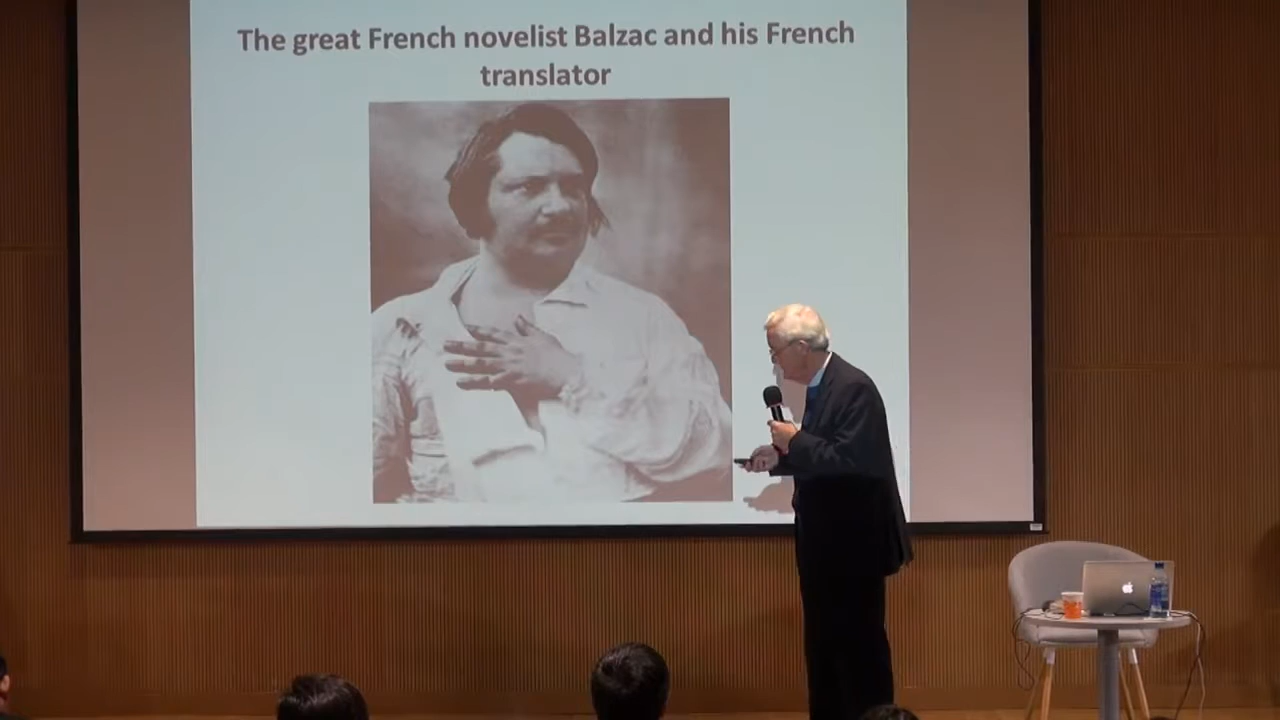 The great French novelist Balzac and his French
translator